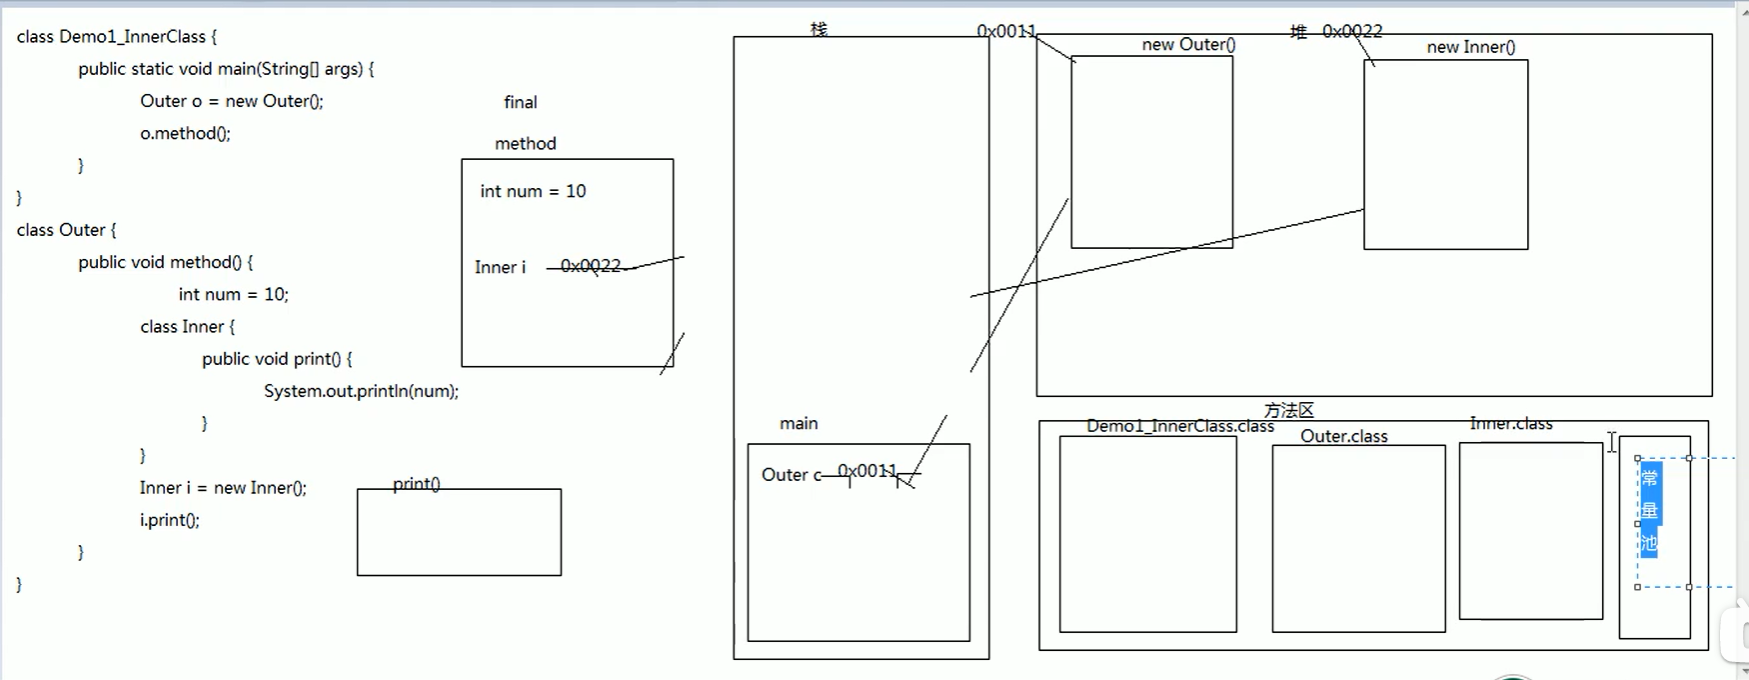 class Demo1_InnerClass {
public static void main(String[] args) {
Outer o = new Outer();
o.method();
}
}
class Outer {
public void method() {
int num = 10;
class Inner {
public void print() {
System.out.println(num);
}
}
Inner i = new Inner();
i.print();
}
}
final
method
int num = 10
Inner i 0x0022
print()
栈
main
Outer c 0x0011
0x0011
new Outer()
堆 0x0022
new Inner()
方法区
Demo1_InnerClass.class
Outer.class
Inner.class
常
量
池